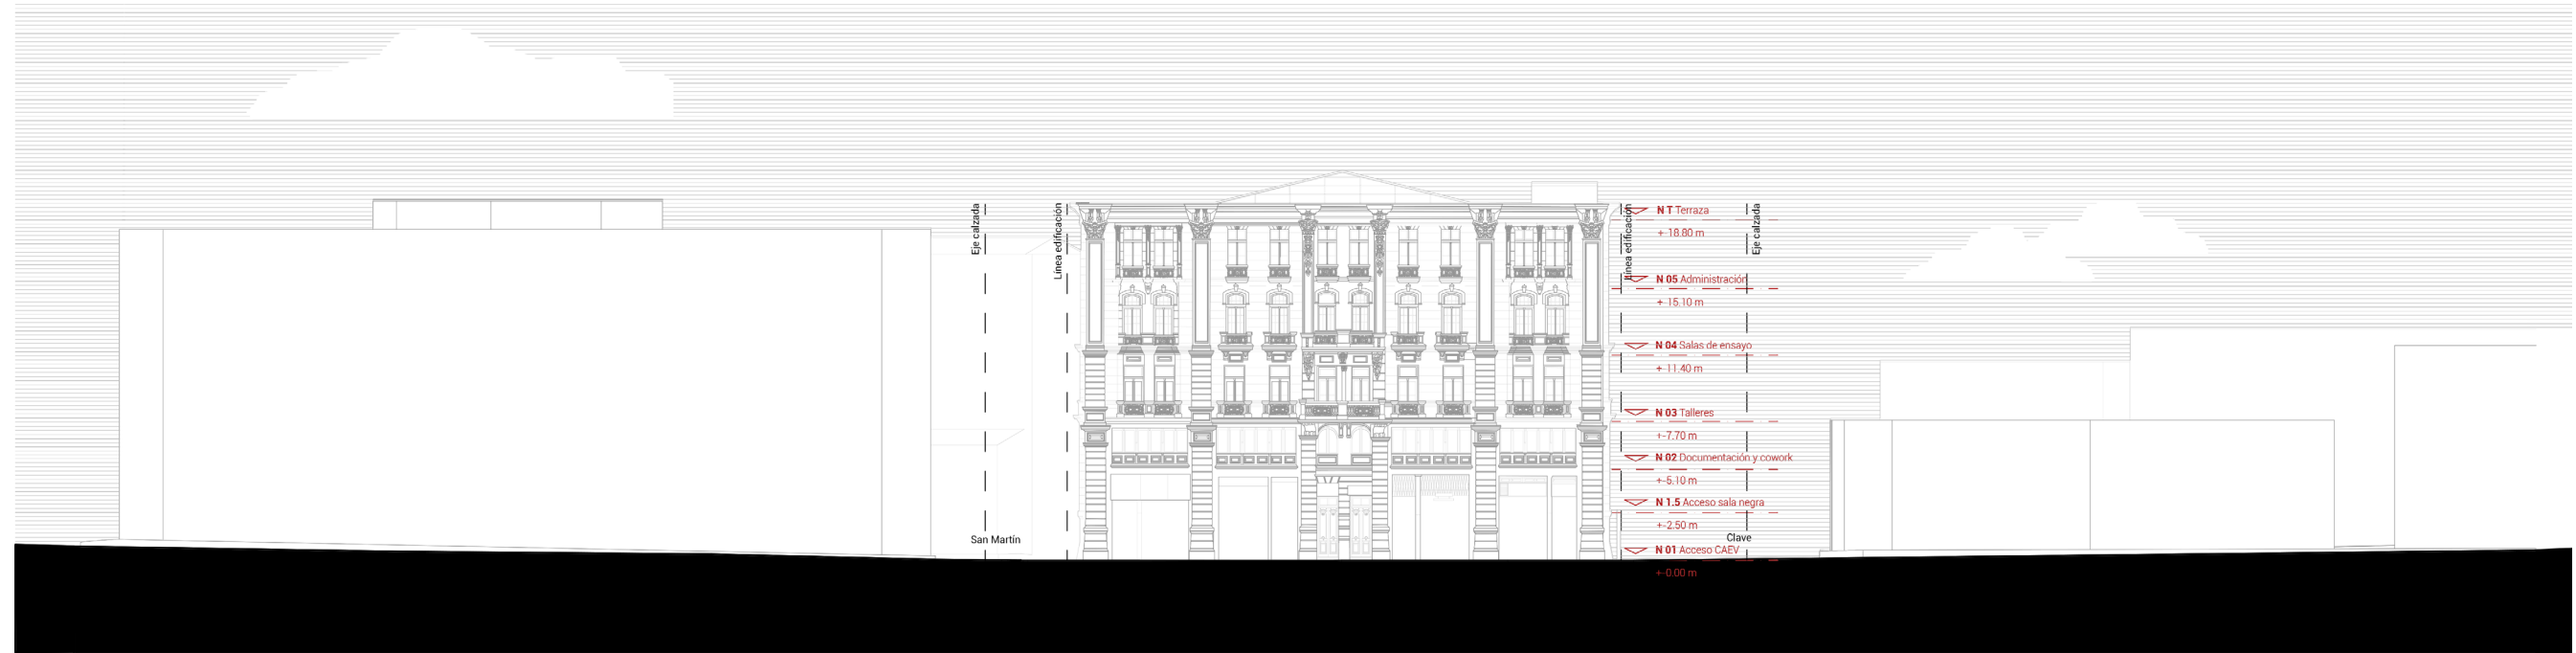 Eje calzada
Línea edificación
San Martín
Línea edificación
Eje calzada
N T Terraza
+-18.80 m
N 05 Administración
+-15.10 m
N 04 Salas de ensayo
+-11.40 m
N 03 Talleres
+-7.70 m
N 02 Documentación y cowork
+-5.10 m
N 1.5 Acceso sala negra
+-2.50 m
Clave
N 01 Acceso CAEV
+-0.00 m